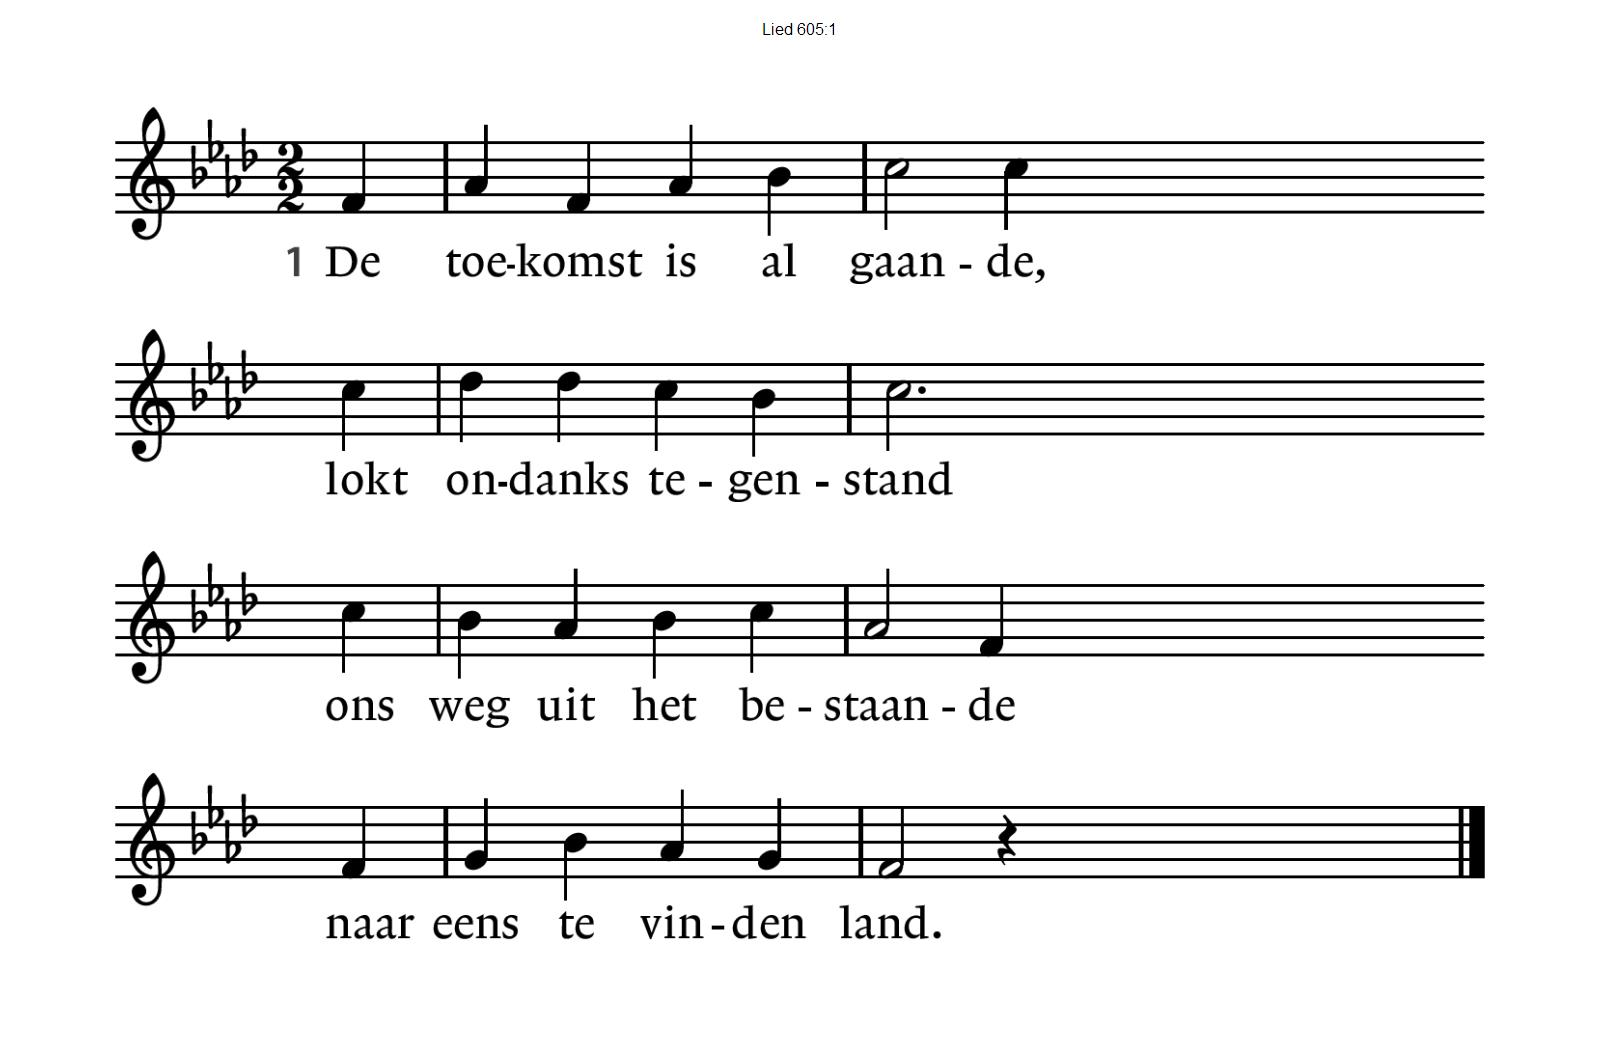 Lied 605:1
1 De toe-komst is al gaan - de,
lokt on-danks te - gen - stand
ons weg uit het be - staan - de
naar eens te vin - den land.